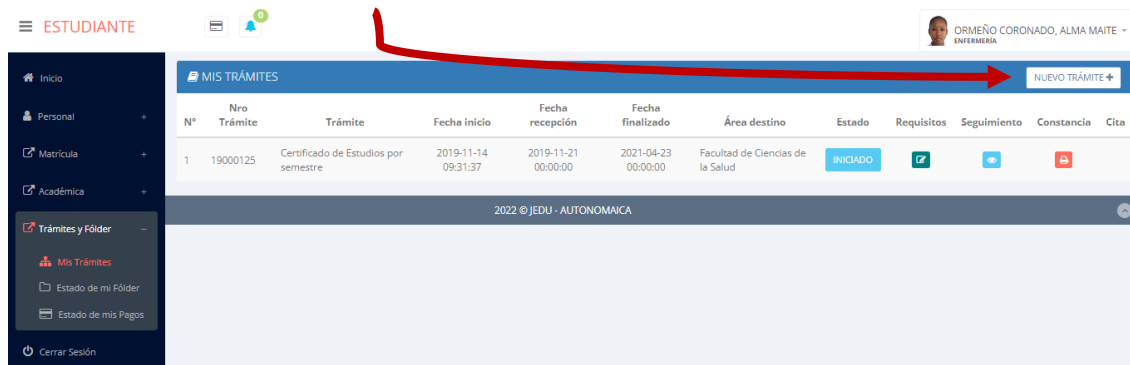 ESTUDIANTE
0
ORMEÑO CORONADO, ALMA MAITE
ENFERMERÍA
Inicio
Personal +
Matrícula +
Académica +
Trámites y Fólder −
Mis Trámites
Estado de mi Fólder
Estado de mis Pagos
Cerrar Sesión
MIS TRÁMITES
NUEVO TRÁMITE +
N° Nro Trámite Trámite Fecha inicio Fecha recepción Fecha finalizado Área destino Estado Requisitos Seguimiento Constancia Cita
1 19000125 Certificado de Estudios por semestre 2019-11-14 09:31:37 2019-11-21 00:00:00 2021-04-23 00:00:00 Facultad de Ciencias de la Salud INICIADO
2022 © JEDU - AUTONOMAICA